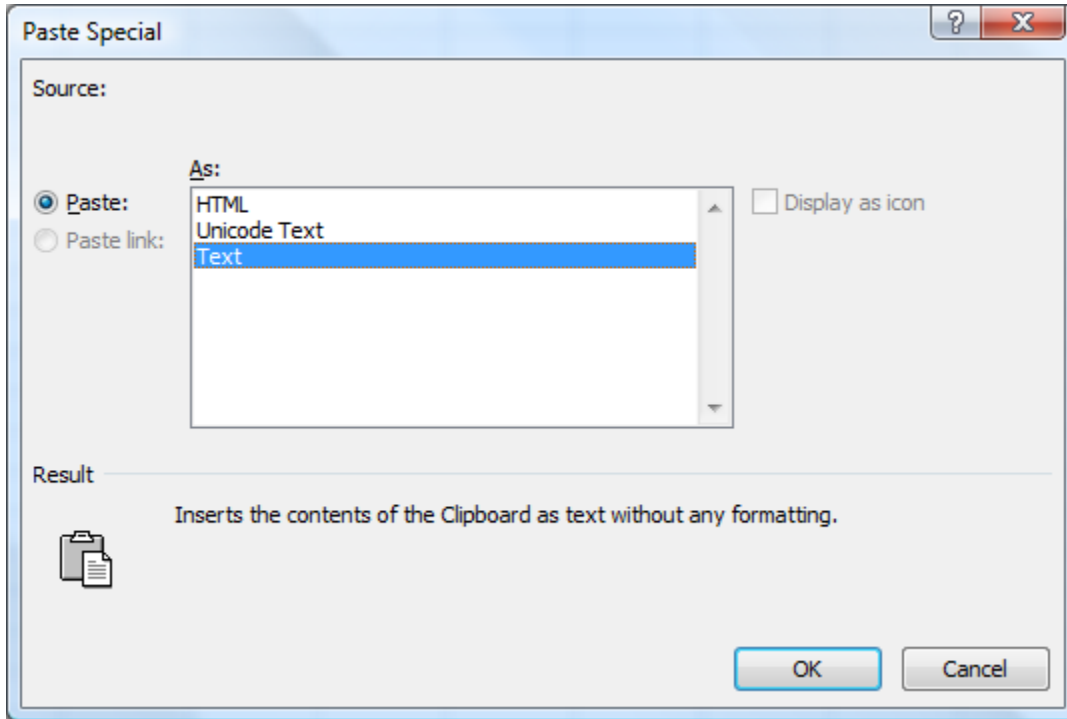 Paste Special
Source:
As:
Paste:
HTML
Display as icon
Unicode Text
Paste link:
Text
Result
Inserts the contents of the Clipboard as text without any formatting.
OK
Cancel